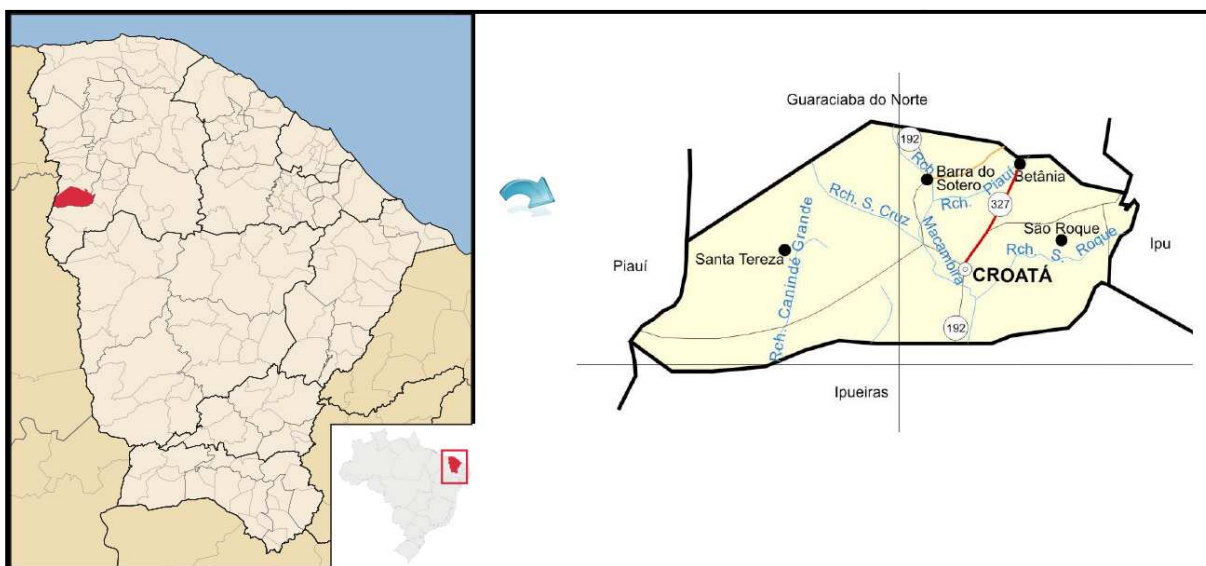 Guaraciaba do Norte
192
Rch.
Barra do
Sotero
Betânia
Rch. Piauí
327
Rch. S. Cruz
São Roque
Rch. S. Roque
Ipu
Macambira
Piauí
Santa Tereza
Rch. Canindé Grande
CROATÁ
192
Ipueiras